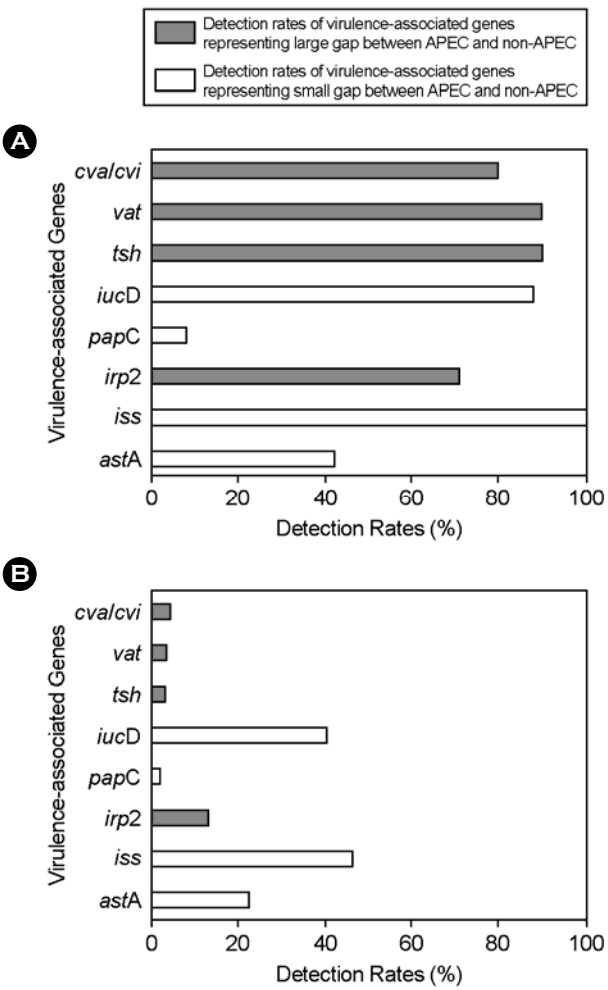 Detection rates of virulence-associated genes
representing large gap between APEC and non-APEC
Detection rates of virulence-associated genes
representing small gap between APEC and non-APEC
A
Virulence-associated Genes
cva/cvi
vat
tsh
iucD
papC
irp2
iss
astA
0 20 40 60 80 100
Detection Rates (%)
B
Virulence-associated Genes
cva/cvi
vat
tsh
iucD
papC
irp2
iss
astA
0 20 40 60 80 100
Detection Rates (%)